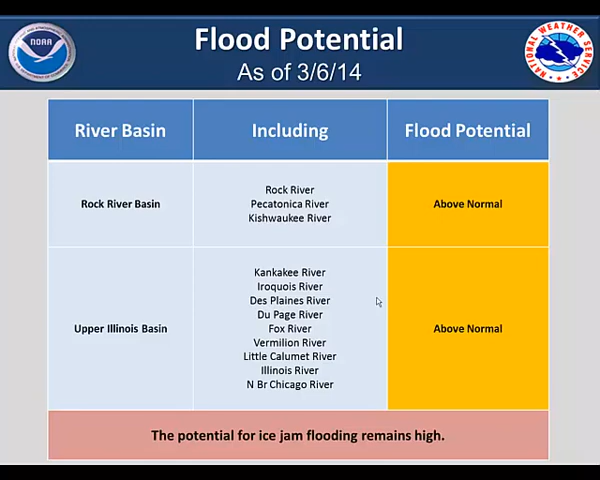 Flood Potential
As of 3/6/14
NOAA
NATIONAL WEATHER SERVICE
River Basin
Including
Flood Potential
Rock River Basin
Rock River
Pecatonica River
Kishwaukee River
Above Normal
Upper Illinois Basin
Kankakee River
Iroquois River
Des Plaines River
Du Page River
Fox River
Vermilion River
Little Calumet River
Illinois River
N Br Chicago River
Above Normal
The potential for ice jam flooding remains high.